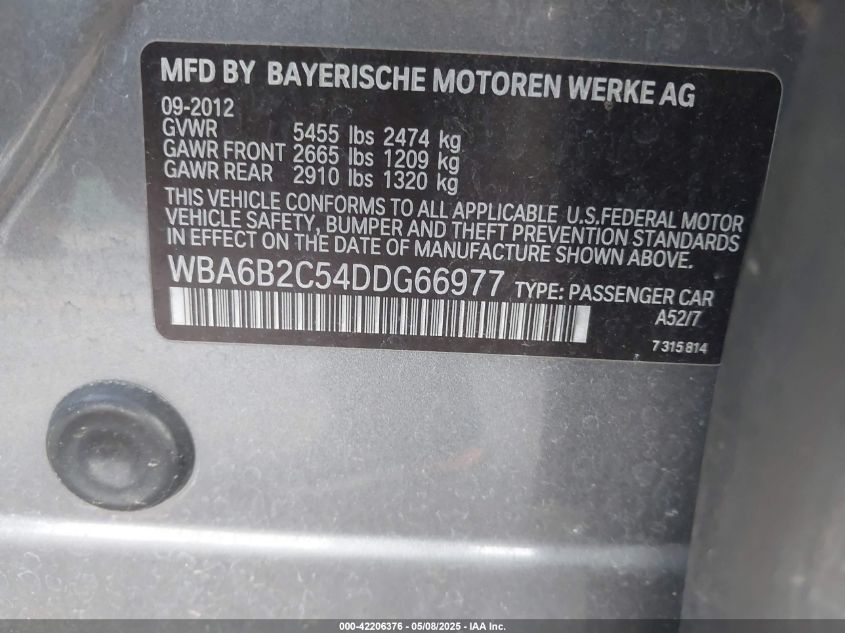 MFD BY BAYERISCHE MOTOREN WERKE AG
09-2012
GVWR 5455 lbs 2474 kg
GAWR FRONT 2665 lbs 1209 kg
GAWR REAR 2910 lbs 1320 kg
THIS VEHICLE CONFORMS TO ALL APPLICABLE U.S.FEDERAL MOTOR
VEHICLE SAFETY, BUMPER AND THEFT PREVENTION STANDARDS
IN EFFECT ON THE DATE OF MANUFACTURE SHOWN ABOVE.
WBA6B2C54DDG66977 TYPE: PASSENGER CAR
A52/7
7315814
000-42206376 - 05/08/2025 - IAA Inc.